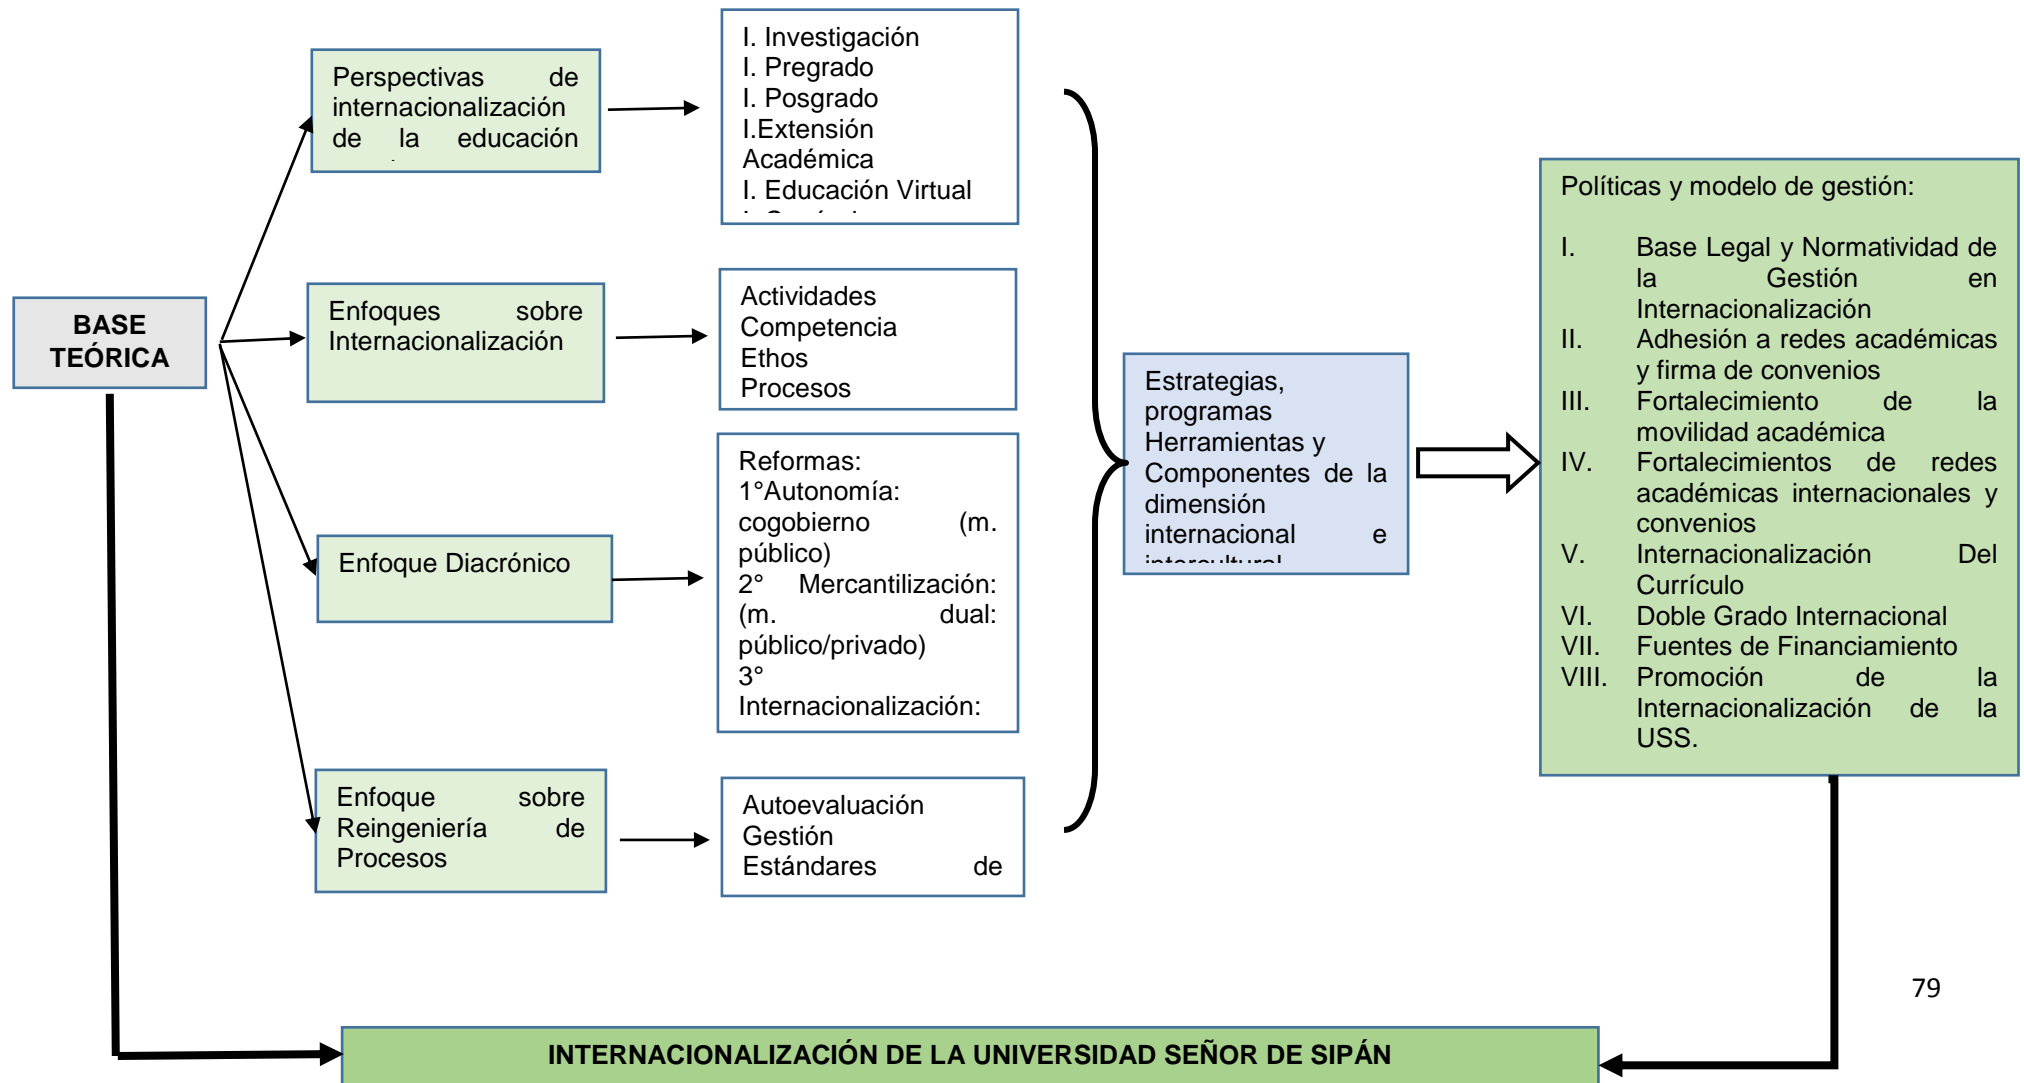 BASE
TEÓRICA
Perspectivas de
internacionalización
de la educación
I. Investigación
I. Pregrado
I. Posgrado
I.Extensión
Académica
I. Educación Virtual
Enfoques sobre
Internacionalización
Actividades
Competencia
Ethos
Procesos
Enfoque Diacrónico
Reformas:
1°Autonomía:
cogobierno (m.
público)
2° Mercantilización:
(m. dual:
público/privado)
3°
Internacionalización:
Enfoque sobre
Reingeniería de
Procesos
Autoevaluación
Gestión
Estándares de
Estrategias,
programas
Herramientas y
Componentes de la
dimensión
internacional e
Políticas y modelo de gestión:
I. Base Legal y Normatividad de
la Gestión en
Internacionalización
II. Adhesión a redes académicas
y firma de convenios
III. Fortalecimiento de la
movilidad académica
IV. Fortalecimientos de redes
académicas internacionales y
convenios
V. Internacionalización Del
Currículo
VI. Doble Grado Internacional
VII. Fuentes de Financiamiento
VIII. Promoción de la
Internacionalización de la
USS.
79
INTERNACIONALIZACIÓN DE LA UNIVERSIDAD SEÑOR DE SIPÁN